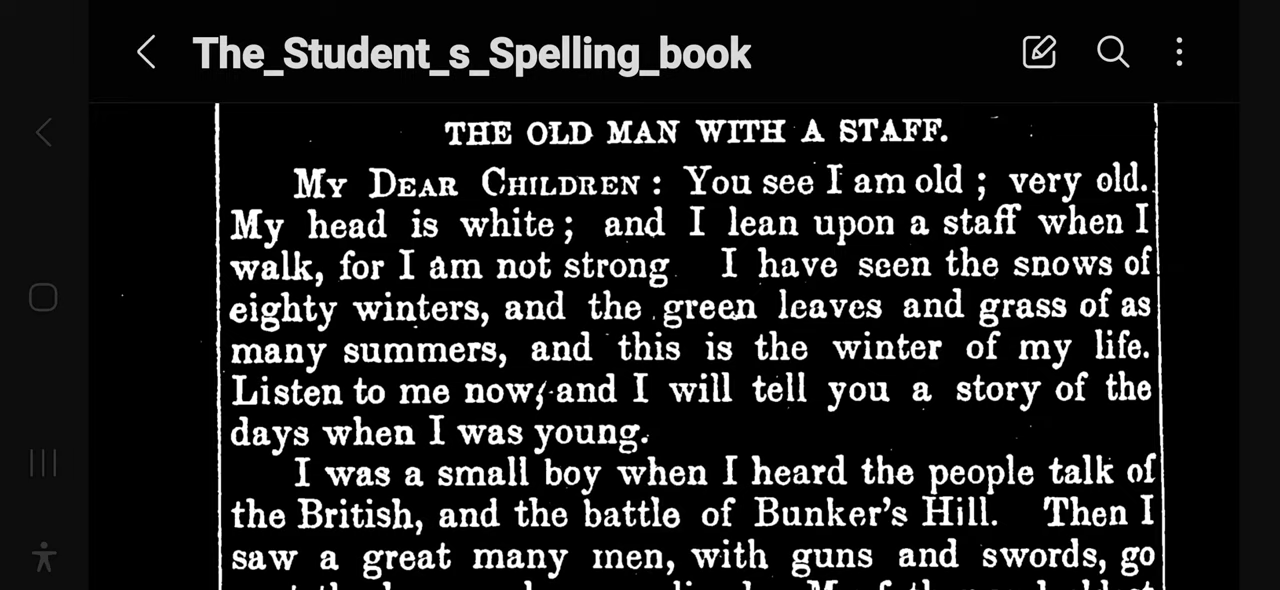 The_Student_s_Spelling_book
THE OLD MAN WITH A STAFF.
MY DEAR CHILDREN: You see I am old; very old.
My head is white; and I lean upon a staff when I
walk, for I am not strong I have seen the snows of
eighty winters, and the green leaves and grass of as
many summers, and this is the winter of my life.
Listen to me now, and I will tell you a story of the
days when I was young.
I was a small boy when I heard the people talk of
the British, and the battle of Bunker's Hill. Then I
saw a great many men, with guns and swords, go